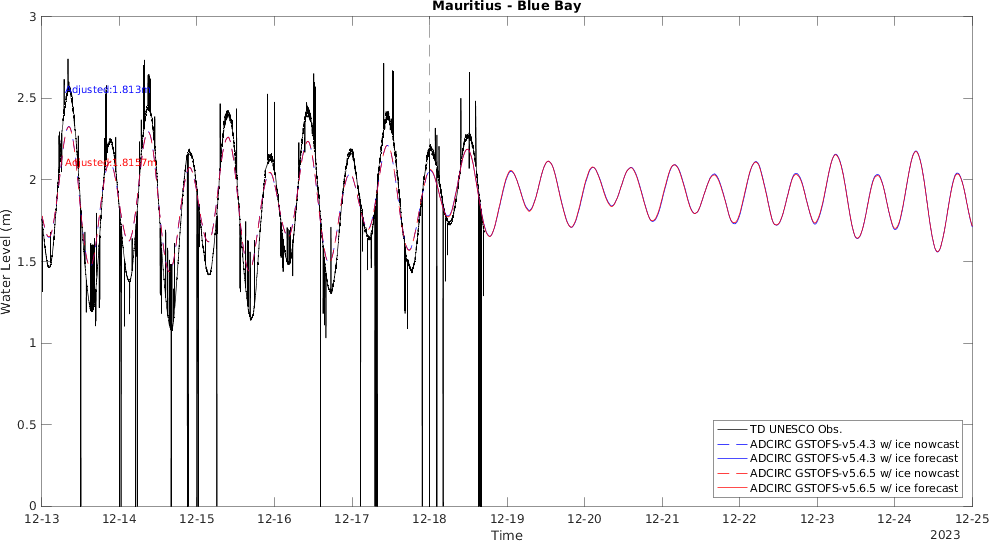 Mauritius - Blue Bay
Water Level (m)
3
2.5
2
1.5
1
0.5
0
Adjusted:1.813m
Adjusted:1.8157m
TD UNESCO Obs.
ADCIRC GSTOFS-v5.4.3 w/ ice nowcast
ADCIRC GSTOFS-v5.4.3 w/ ice forecast
ADCIRC GSTOFS-v5.6.5 w/ ice nowcast
ADCIRC GSTOFS-v5.6.5 w/ ice forecast
12-13 12-14 12-15 12-16 12-17 12-18 12-19 12-20 12-21 12-22 12-23 12-24 12-25
Time
2023